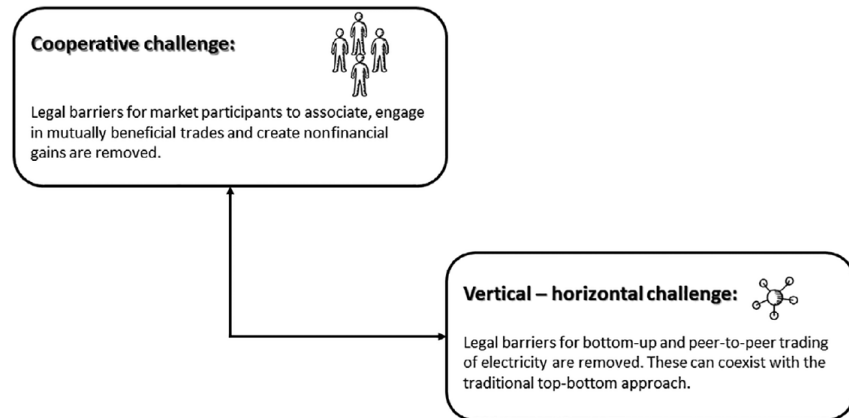 Cooperative challenge:
Legal barriers for market participants to associate, engage
in mutually beneficial trades and create nonfinancial
gains are removed.
Vertical – horizontal challenge:
Legal barriers for bottom-up and peer-to-peer trading
of electricity are removed. These can coexist with the
traditional top-bottom approach.